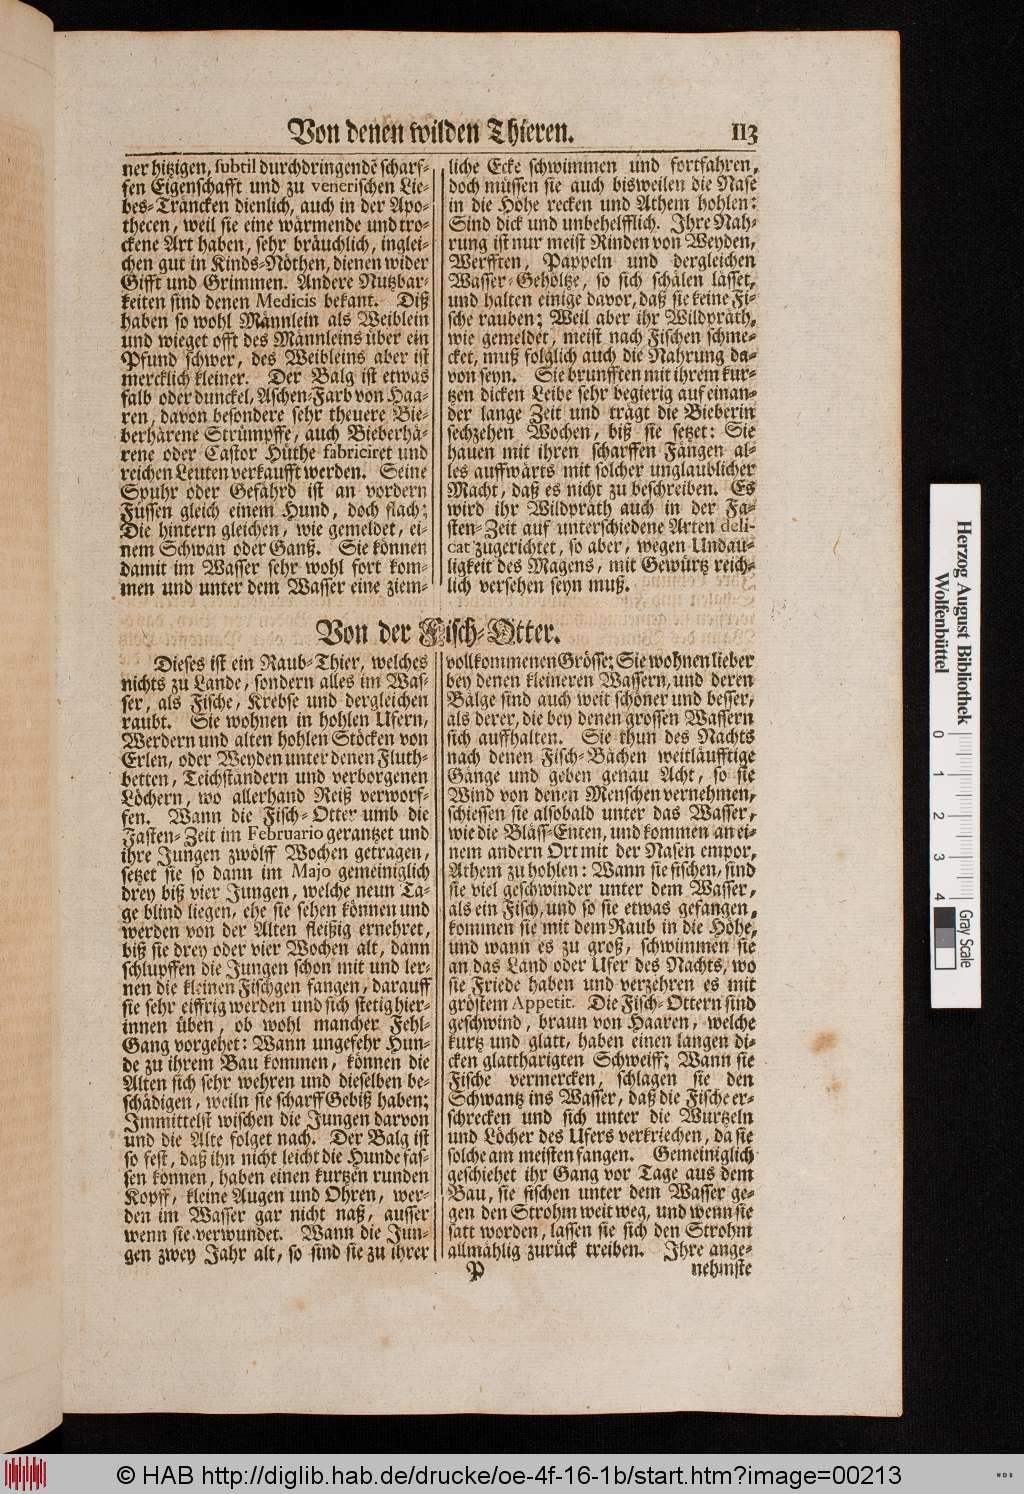 Von denen wilden Thieren. 113
ner hitzigen, subtil durchdringendē scharf-
fen Eigenschafft und zu venerischen Lie-
bes-Träncken dienlich, auch in der Apo-
thecen, weil sie eine wärmende und tro-
ckene Art haben, sehr bräuchlich, inglei-
chen gut in Kinds-Nöthen, dienen wider
Gifft und Grimmen. Andere Nutzbar-
keiten sind denen Medicis bekant. Diß
haben so wohl Männlein als Weiblein
und wieget offt des Männleins über ein
Pfund schwer, des Weibleins aber ist
mercklich kleiner. Der Balg ist etwas
falb oder dunckel, Aschen-Farb von Haa-
ren, davon besondere sehr theuere Bie-
berhärene Strümpffe, auch Bieberhä-
rene oder Castor Hüthe fabriciret und
reichen Leuten verkaufft werden. Seine
Spuhr oder Gefährd ist an vordern
Füssen gleich einem Hund, doch flach;
Die hintern gleichen, wie gemeldet, ei-
nem Schwan oder Ganß. Sie können
damit im Wasser sehr wohl fort kom-
men und unter dem Wasser eine ziem-
liche Ecke schwimmen und fortfahren,
doch müssen sie auch bisweilen die Nase
in die Höhe recken und Athem hohlen:
Sind dick und unbehelfflich. Ihre Nah-
rung ist nur meist Rinden von Weyden,
Werfften, Pappeln und dergleichen
Wasser-Gehöltze, so sich schälen lässet,
und halten einige davor, daß sie keine Fi-
sche rauben; Weil aber ihr Wildpräth,
wie gemeldet, meist nach Fischen schme-
cket, muß folglich auch die Nahrung da-
von seyn. Sie brunfften mit ihrem kur-
tzen dicken Leibe sehr begierig auf einan-
der lange Zeit und trägt die Bieberin
sechzehen Wochen, biß sie setzet: Sie
hauen mit ihren scharffen Fängen al-
les auffwärts mit solcher unglaublicher
Macht, daß es nicht zu beschreiben. Es
wird ihr Wildpräth auch in der Fa-
sten-Zeit auf unterschiedene Arten deli-
cat zugerichtet, so aber, wegen Undau-
ligkeit des Magens, mit Gewürtz reich-
lich versehen seyn muß.
Von der Fisch-Otter.
Dieses ist ein Raub-Thier, welches
nichts zu Lande, sondern alles im Was-
ser, als Fische, Krebse und dergleichen
raubt. Sie wohnen in hohlen Ufern,
Werdern und alten hohlen Stöcken von
Erlen, oder Weyden unter denen Fluth-
betten, Teichständern und verborgenen
Löchern, wo allerhand Reiß verworf-
fen. Wann die Fisch-Otter umb die
Fasten-Zeit im Februario gerantzet und
ihre Jungen zwölff Wochen getragen,
setzet sie so dann im Majo gemeiniglich
drey biß vier Jungen, welche neun Ta-
ge blind liegen, ehe sie sehen können und
werden von der Alten fleißig ernehret,
biß sie drey oder vier Wochen alt, dann
schlupffen die Jungen schon mit und ler-
nen die kleinen Fischgen fangen, darauff
sie sehr eiffrig werden und sich stetig hier-
innen üben, ob wohl mancher Fehl-
Gang vorgehet: Wann ungefehr Hun-
de zu ihrem Bau kommen, können die
Alten sich sehr wehren und dieselben be-
schädigen, weiln sie scharff Gebiß haben;
Immittelst wischen die Jungen darvon
und die Alte folget nach. Der Balg ist
so fest, daß ihn nicht leicht die Hunde fas-
sen können, haben einen kurtzen runden
Kopff, kleine Augen und Ohren, wer-
den im Wasser gar nicht naß, ausser
wenn sie verwundet. Wann die Jun-
gen zwey Jahr alt, so sind sie zu ihrer
vollkommenen Grösse; Sie wohnen lieber
bey denen kleineren Wassern, und deren
Bälge sind auch weit schöner und besser,
als derer, die bey denen grossen Wassern
sich auffhalten. Sie thun des Nachts
nach denen Fisch-Bächen weitläufftige
Gänge und geben genau Acht, so sie
Wind von denen Menschen vernehmen,
schiessen sie alsobald unter das Wasser,
wie die Bläss-Enten, und kommen an ei-
nem andern Ort mit der Nasen empor,
Athem zu hohlen: Wann sie fischen, sind
sie viel geschwinder unter dem Wasser,
als ein Fisch, und so sie etwas gefangen,
kommen sie mit dem Raub in die Höhe,
und wann es zu groß, schwimmen sie
an das Land oder Ufer des Nachts, wo
sie Friede haben und verzehren es mit
gröstem Appetit. Die Fisch-Ottern sind
geschwind, braun von Haaren, welche
kurtz und glatt, haben einen langen di-
cken glatthärigten Schweiff; Wann sie
Fische vermercken, schlagen sie den
Schwantz ins Wasser, daß die Fische er-
schrecken und sich unter die Wurtzeln
und Löcher des Ufers verkriechen, da sie
solche am meisten fangen. Gemeiniglich
geschiehet ihr Gang vor Tage aus dem
Bau, sie fischen unter dem Wasser ge-
gen den Strohm weit weg, und wenn sie
satt worden, lassen sie sich den Strohm
allmählig zurück treiben. Ihre ange-
P nehmste
Herzog August Bibliothek
Wolfenbüttel
0 1 2 3 4
Gray Scale
© HAB http://diglib.hab.de/drucke/oe-4f-16-1b/start.htm?image=00213